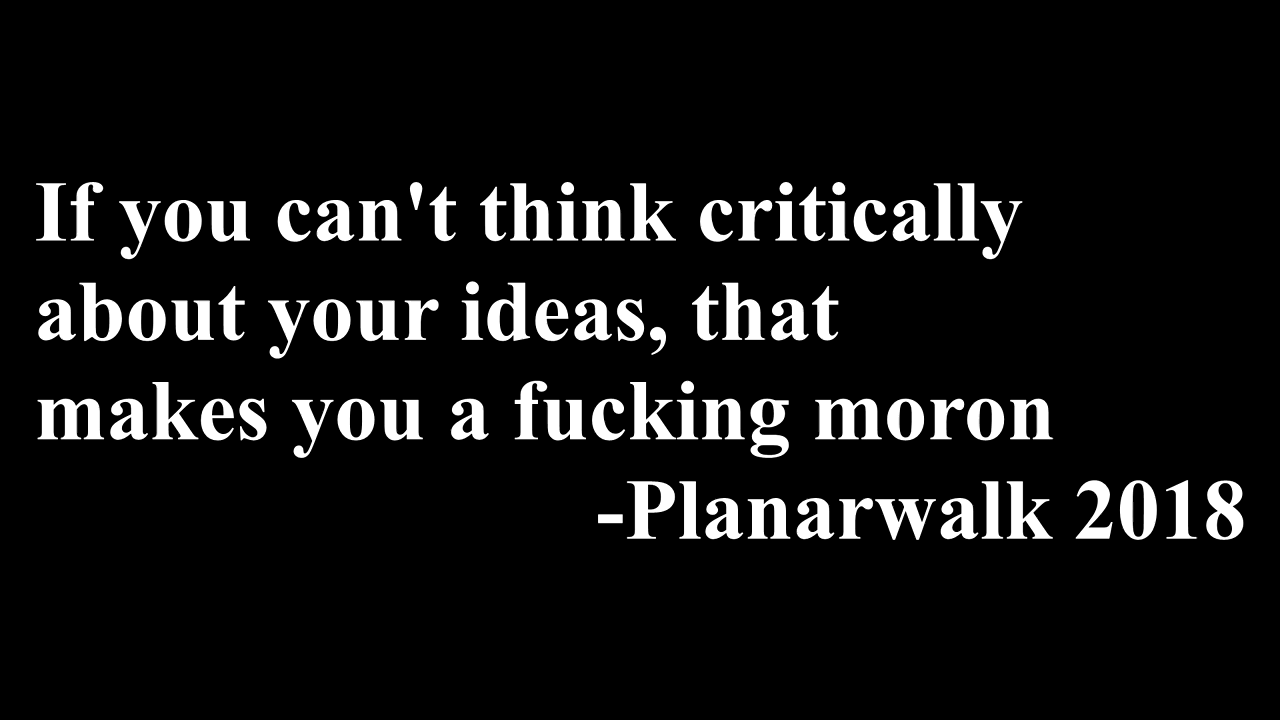 If you can't think critically
about your ideas, that
makes you a fucking moron
-Planarwalk 2018